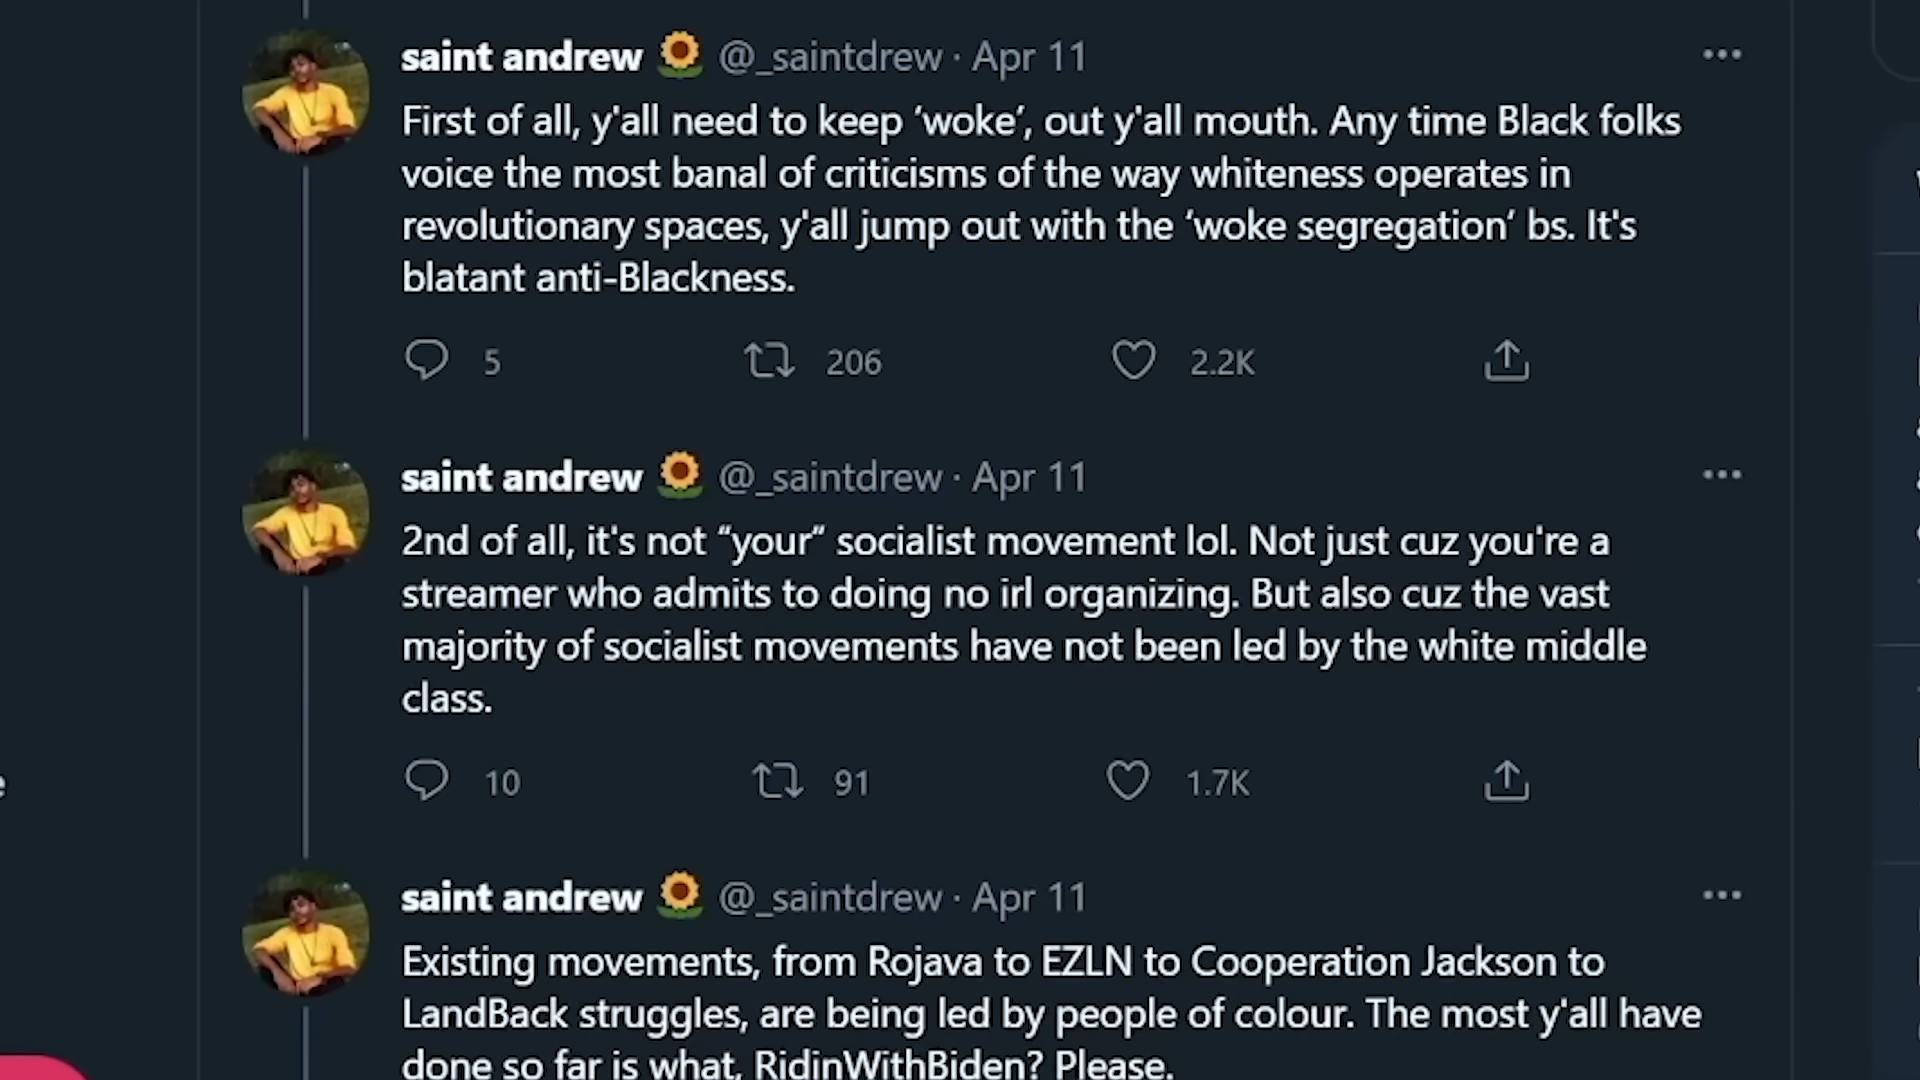 saint andrew 🌻 @_saintdrew · Apr 11
First of all, y'all need to keep ‘woke’, out y'all mouth. Any time Black folks
voice the most banal of criticisms of the way whiteness operates in
revolutionary spaces, y'all jump out with the ‘woke segregation’ bs. It's
blatant anti-Blackness.
5 206 2.2K
saint andrew 🌻 @_saintdrew · Apr 11
2nd of all, it's not “your” socialist movement lol. Not just cuz you're a
streamer who admits to doing no irl organizing. But also cuz the vast
majority of socialist movements have not been led by the white middle
class.
10 91 1.7K
saint andrew 🌻 @_saintdrew · Apr 11
Existing movements, from Rojava to EZLN to Cooperation Jackson to
LandBack struggles, are being led by people of colour. The most y'all have
done so far is what, RidinWithBiden? Please.